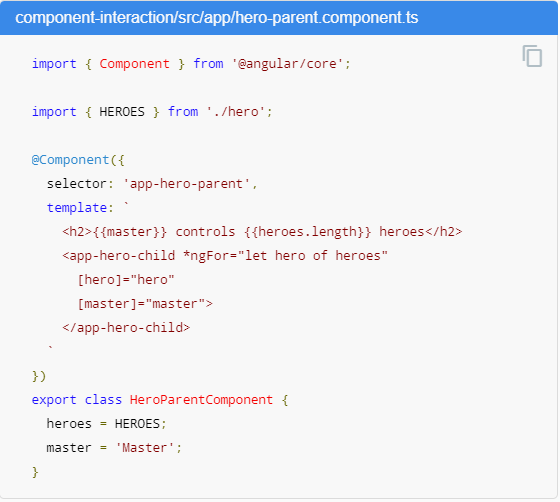 component-interaction/src/app/hero-parent.component.ts
import { Component } from '@angular/core';
import { HEROES } from './hero';
@Component({
  selector: 'app-hero-parent',
  template: `
    <h2>{{master}} controls {{heroes.length}} heroes</h2>
    <app-hero-child *ngFor="let hero of heroes"
      [hero]="hero"
      [master]="master">
    </app-hero-child>
  `
})
export class HeroParentComponent {
  heroes = HEROES;
  master = 'Master';
}